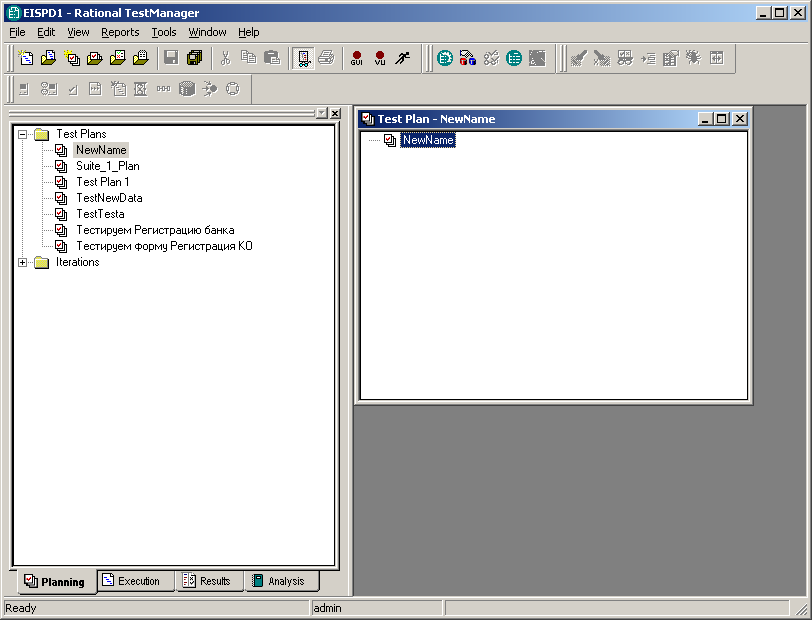 EISPD1 - Rational TestManager
File Edit View Reports Tools Window Help
GUI VU
Test Plans
NewName
Suite_1_Plan
Test Plan 1
TestNewData
TestTesta
Тестируем Регистрацию банка
Тестируем форму Регистрация КО
Iterations
Test Plan - NewName
NewName
Planning Execution Results Analysis
Ready admin